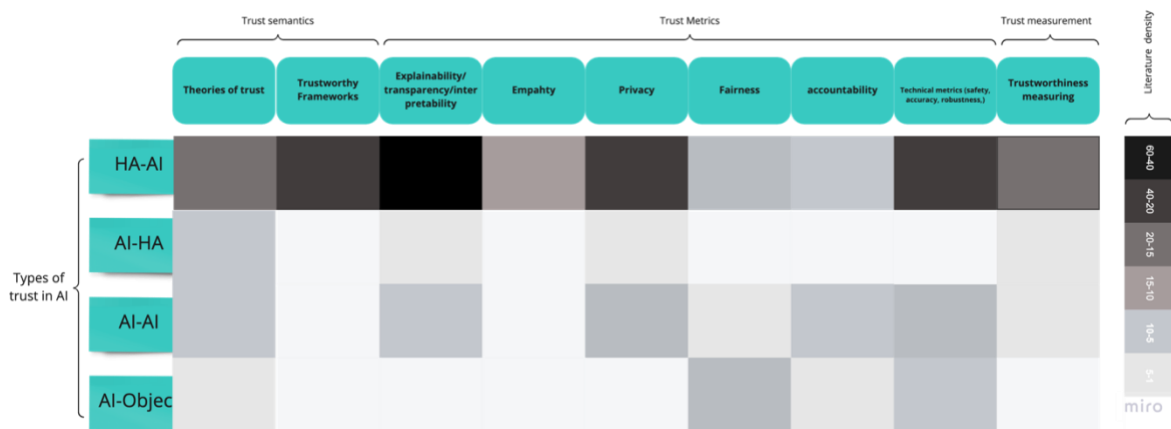 Trust semantics
Trust Metrics
Trust measurement
Literature density
Theories of trust
Trustworthy
Frameworks
Explainability/
transparency/inter
pretability
Empahty
Privacy
Fairness
accountability
Technical metrics (safety,
accuracy, robustness,)
Trustworthiness
measuring
HA-AI
60-40
40-20
AI-HA
20-15
Types of
trust in AI
15-10
AI-AI
10-5
AI-Objec
5-1
miro